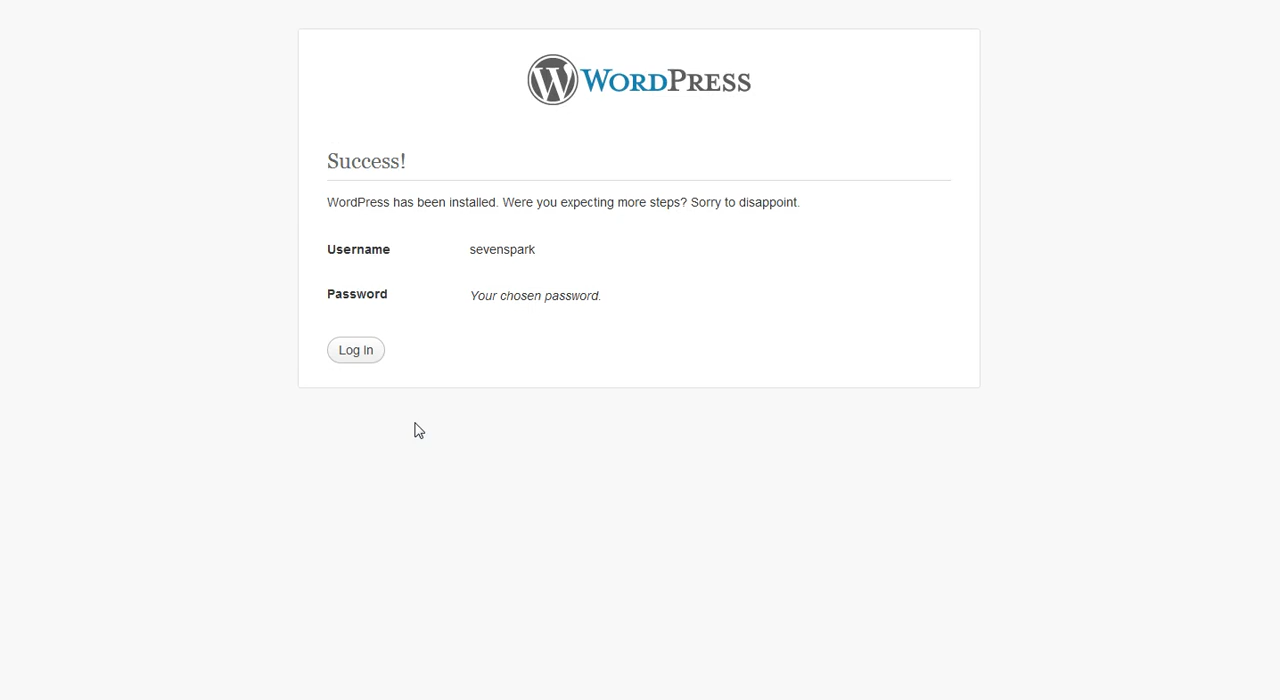 WORDPRESS
Success!
WordPress has been installed. Were you expecting more steps? Sorry to disappoint.
Username sevenspark
Password Your chosen password.
Log In